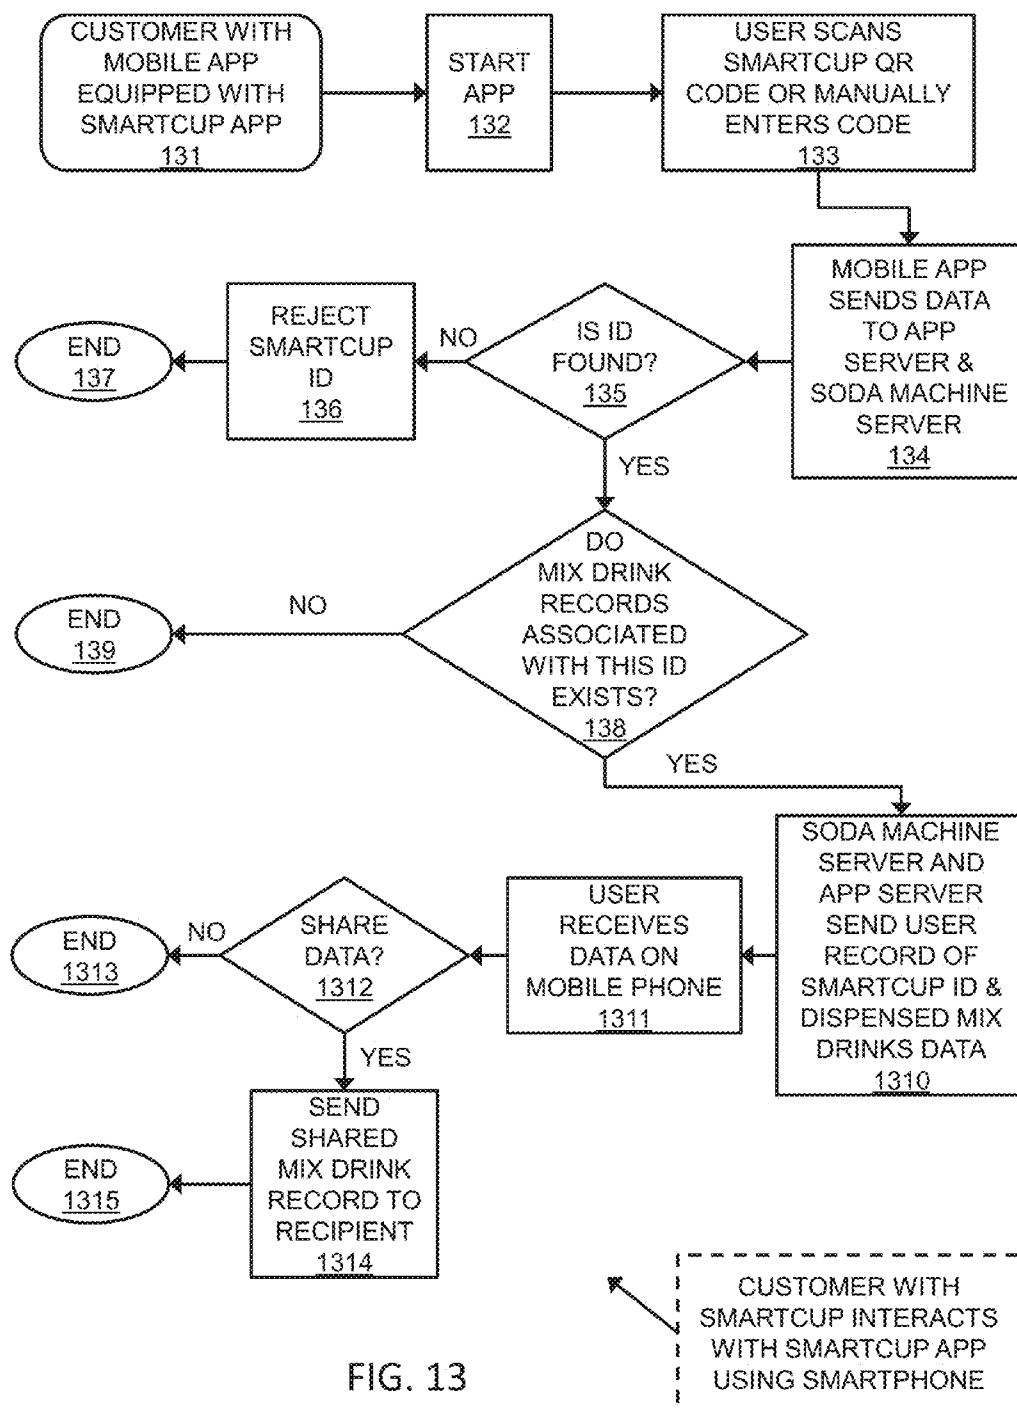 CUSTOMER WITH
MOBILE APP
EQUIPPED WITH
SMARTCUP APP
131
START
APP
132
USER SCANS
SMARTCUP QR
CODE OR MANUALLY
ENTERS CODE
133
MOBILE APP
SENDS DATA
TO APP
SERVER &
SODA MACHINE
SERVER
134
IS ID
FOUND?
135
NO
REJECT
SMARTCUP
ID
136
END
137
YES
DO
MIX DRINK
RECORDS
ASSOCIATED
WITH THIS ID
EXISTS?
138
NO
END
139
YES
SODA MACHINE
SERVER AND
APP SERVER
SEND USER
RECORD OF
SMARTCUP ID &
DISPENSED MIX
DRINKS DATA
1310
USER
RECEIVES
DATA ON
MOBILE PHONE
1311
SHARE
DATA?
1312
NO
END
1313
YES
SEND
SHARED
MIX DRINK
RECORD TO
RECIPIENT
1314
END
1315
CUSTOMER WITH
SMARTCUP INTERACTS
WITH SMARTCUP APP
USING SMARTPHONE
FIG. 13